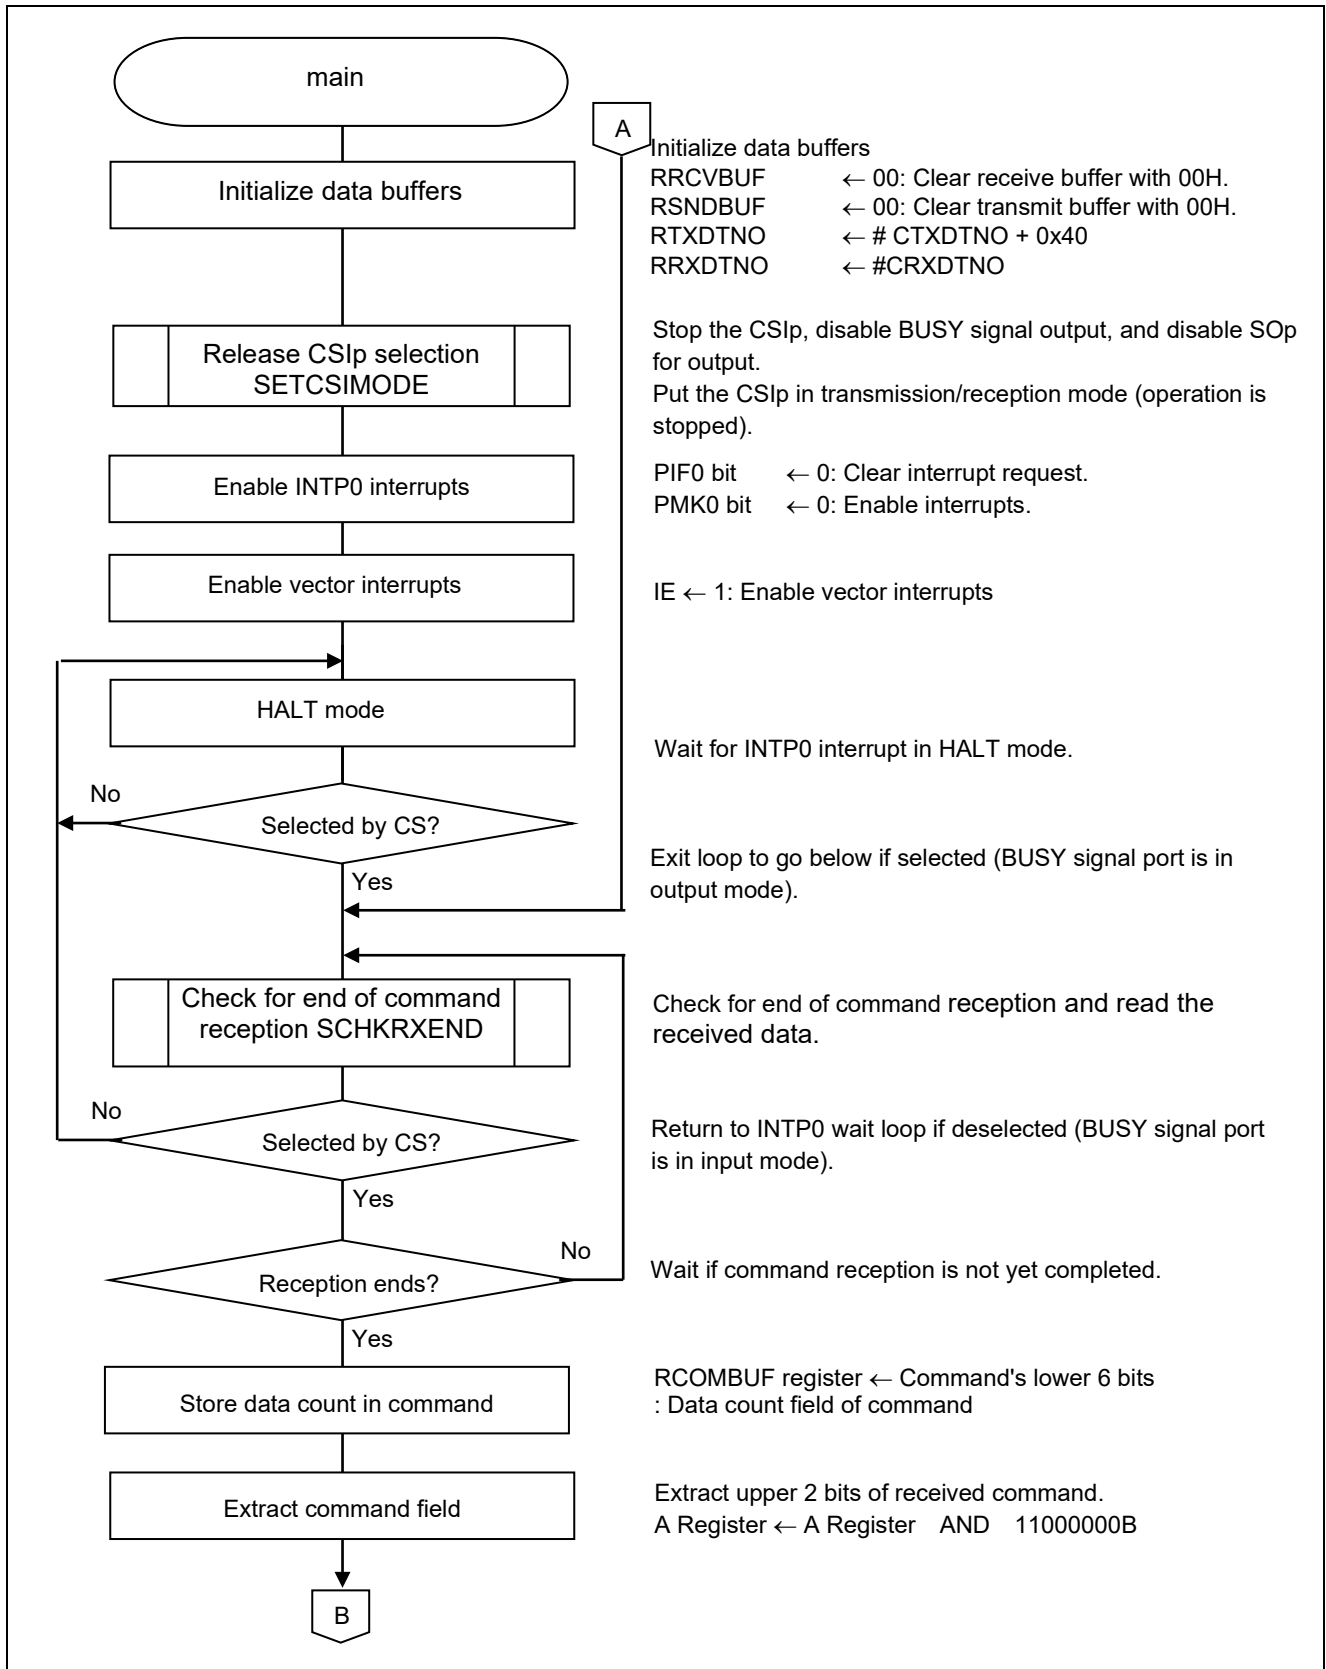 main
A
Initialize data buffers
Initialize data buffers
RRCVBUF ← 00: Clear receive buffer with 00H.
RSNDBUF ← 00: Clear transmit buffer with 00H.
RTXDTNO ← # CTXDTNO + 0x40
RRXDTNO ← #CRXDTNO
Release CSIp selection
SETCSIMODE
Stop the CSIp, disable BUSY signal output, and disable SOp
for output.
Put the CSIp in transmission/reception mode (operation is
stopped).
Enable INTP0 interrupts
PIF0 bit ← 0: Clear interrupt request.
PMK0 bit ← 0: Enable interrupts.
Enable vector interrupts
IE ← 1: Enable vector interrupts
HALT mode
Wait for INTP0 interrupt in HALT mode.
No
Selected by CS?
Yes
Exit loop to go below if selected (BUSY signal port is in
output mode).
Check for end of command
reception SCHKRXEND
Check for end of command reception and read the
received data.
No
Selected by CS?
Yes
Return to INTP0 wait loop if deselected (BUSY signal port
is in input mode).
No
Reception ends?
Yes
Wait if command reception is not yet completed.
Store data count in command
RCOMBUF register ← Command's lower 6 bits
: Data count field of command
Extract command field
Extract upper 2 bits of received command.
A Register ← A Register AND 11000000B
B